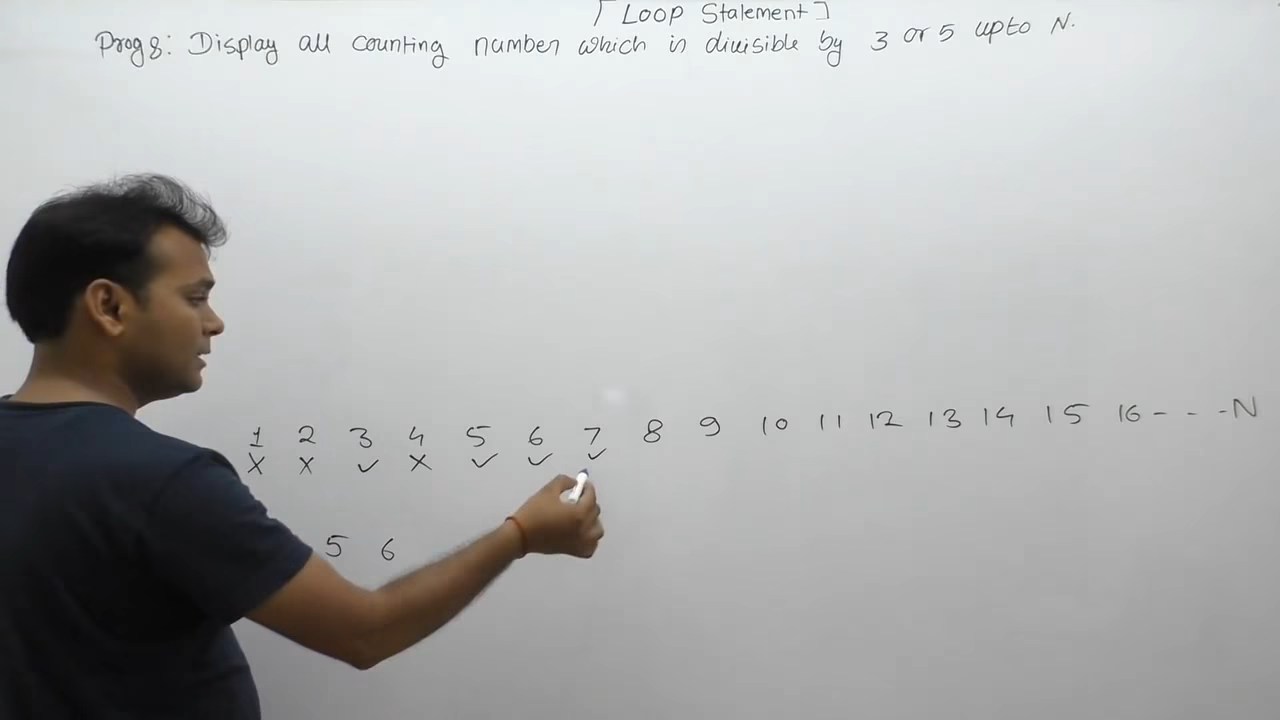 [Loop Statement]
Prog 8: Display all counting number which is divisible by 3 or 5 upto N.
1 2 3 4 5 6 7 8 9 10 11 12 13 14 15 16 - - - N
X X ✓ X ✓ ✓ ✓
5 6